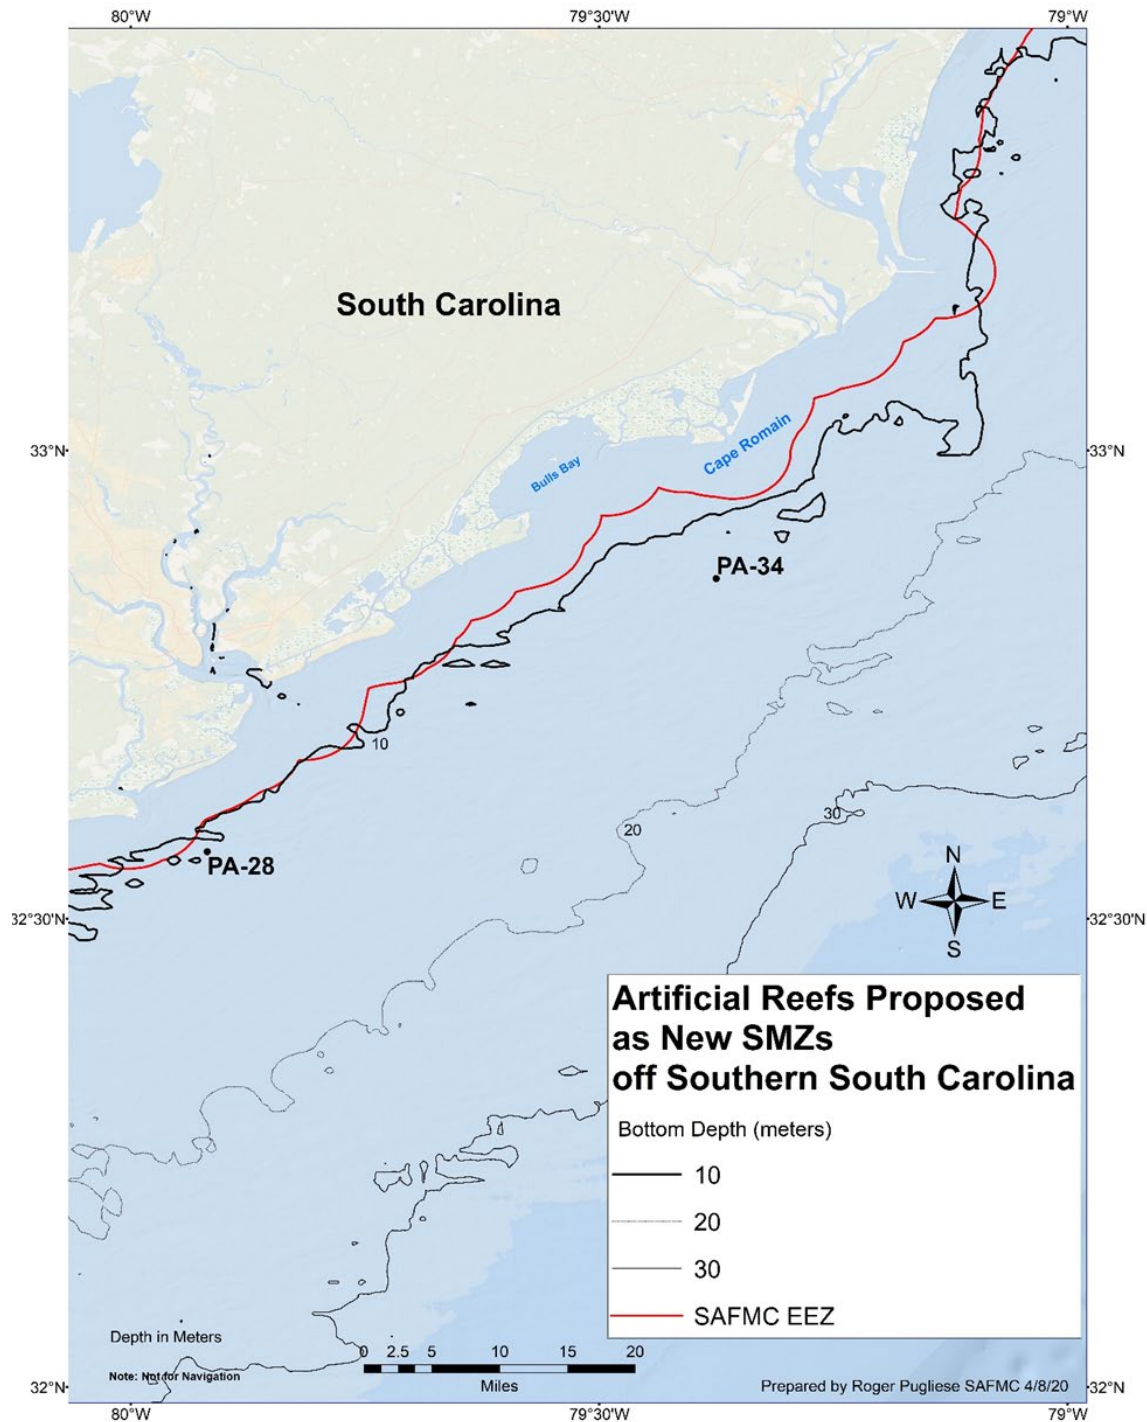 80°W
79°30'W
79°W
South Carolina
33°N
33°N
Cape Romain
Bulls Bay
PA-34
10
20
30
PA-28
N
W
E
S
32°30'N
32°30'N
Artificial Reefs Proposed
as New SMZs
off Southern South Carolina
Bottom Depth (meters)
10
20
30
SAFMC EEZ
Depth in Meters
Note: Not for Navigation
0 2.5 5 10 15 20
Miles
Prepared by Roger Pugliese SAFMC 4/8/20
32°N
32°N
80°W
79°30'W
79°W